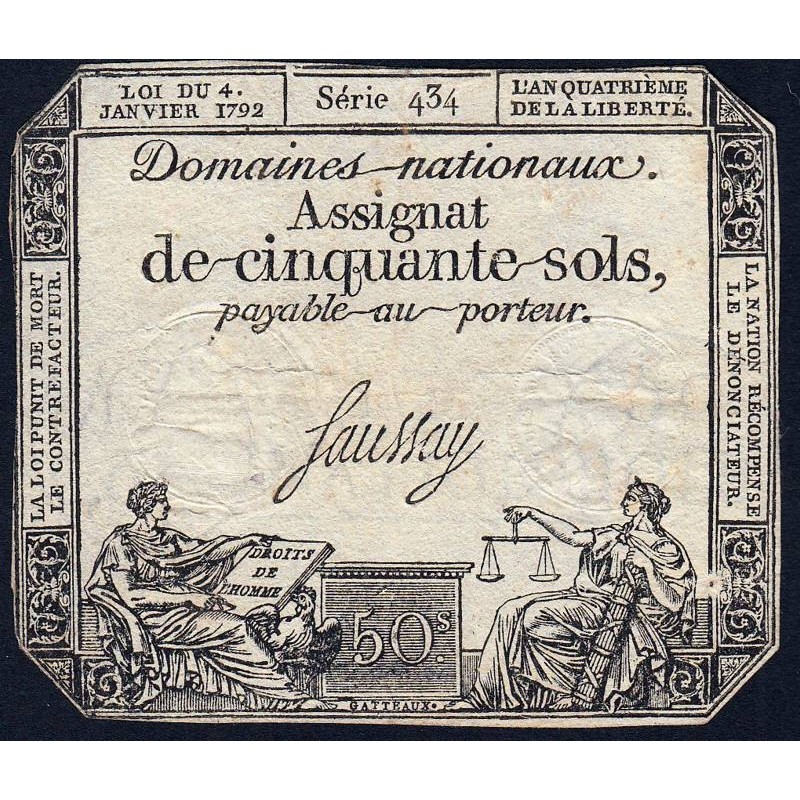 LOI DU 4.
JANVIER 1792
Série 434
L'AN QUATRIÈME
DE LA LIBERTÉ.
Domaines nationaux.
Assignat
de cinquante sols,
payable au porteur.
LA LOI PUNIT DE MORT
LE CONTREFACTEUR.
LA NATION RÉCOMPENSE
LE DÉNONCIATEUR.
Saussay
DROITS
DE
L'HOMME
50.s
GATTEAUX.